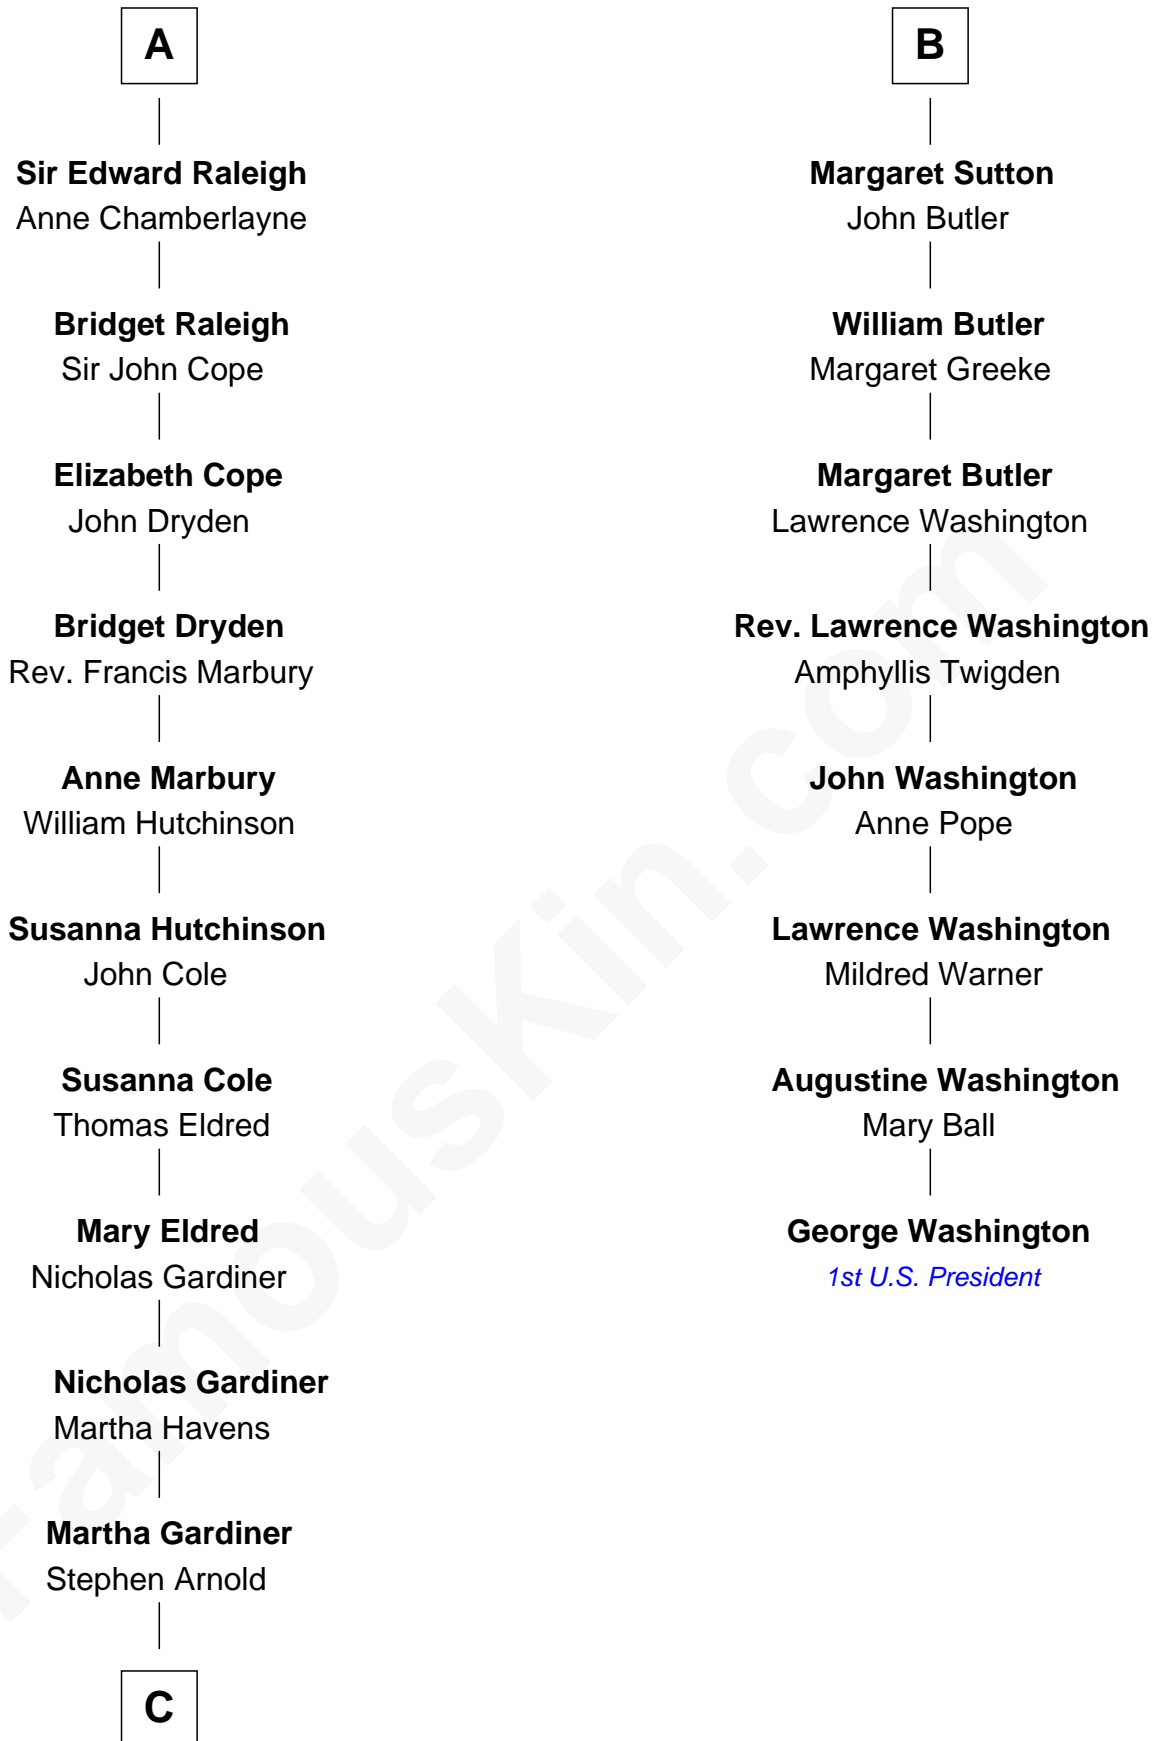 A
Sir Edward Raleigh
Anne Chamberlayne
Bridget Raleigh
Sir John Cope
Elizabeth Cope
John Dryden
Bridget Dryden
Rev. Francis Marbury
Anne Marbury
William Hutchinson
Susanna Hutchinson
John Cole
Susanna Cole
Thomas Eldred
Mary Eldred
Nicholas Gardiner
Nicholas Gardiner
Martha Havens
Martha Gardiner
Stephen Arnold
C
B
Margaret Sutton
John Butler
William Butler
Margaret Greeke
Margaret Butler
Lawrence Washington
Rev. Lawrence Washington
Amphyllis Twigden
John Washington
Anne Pope
Lawrence Washington
Mildred Warner
Augustine Washington
Mary Ball
George Washington
1st U.S. President
FamousKin.com